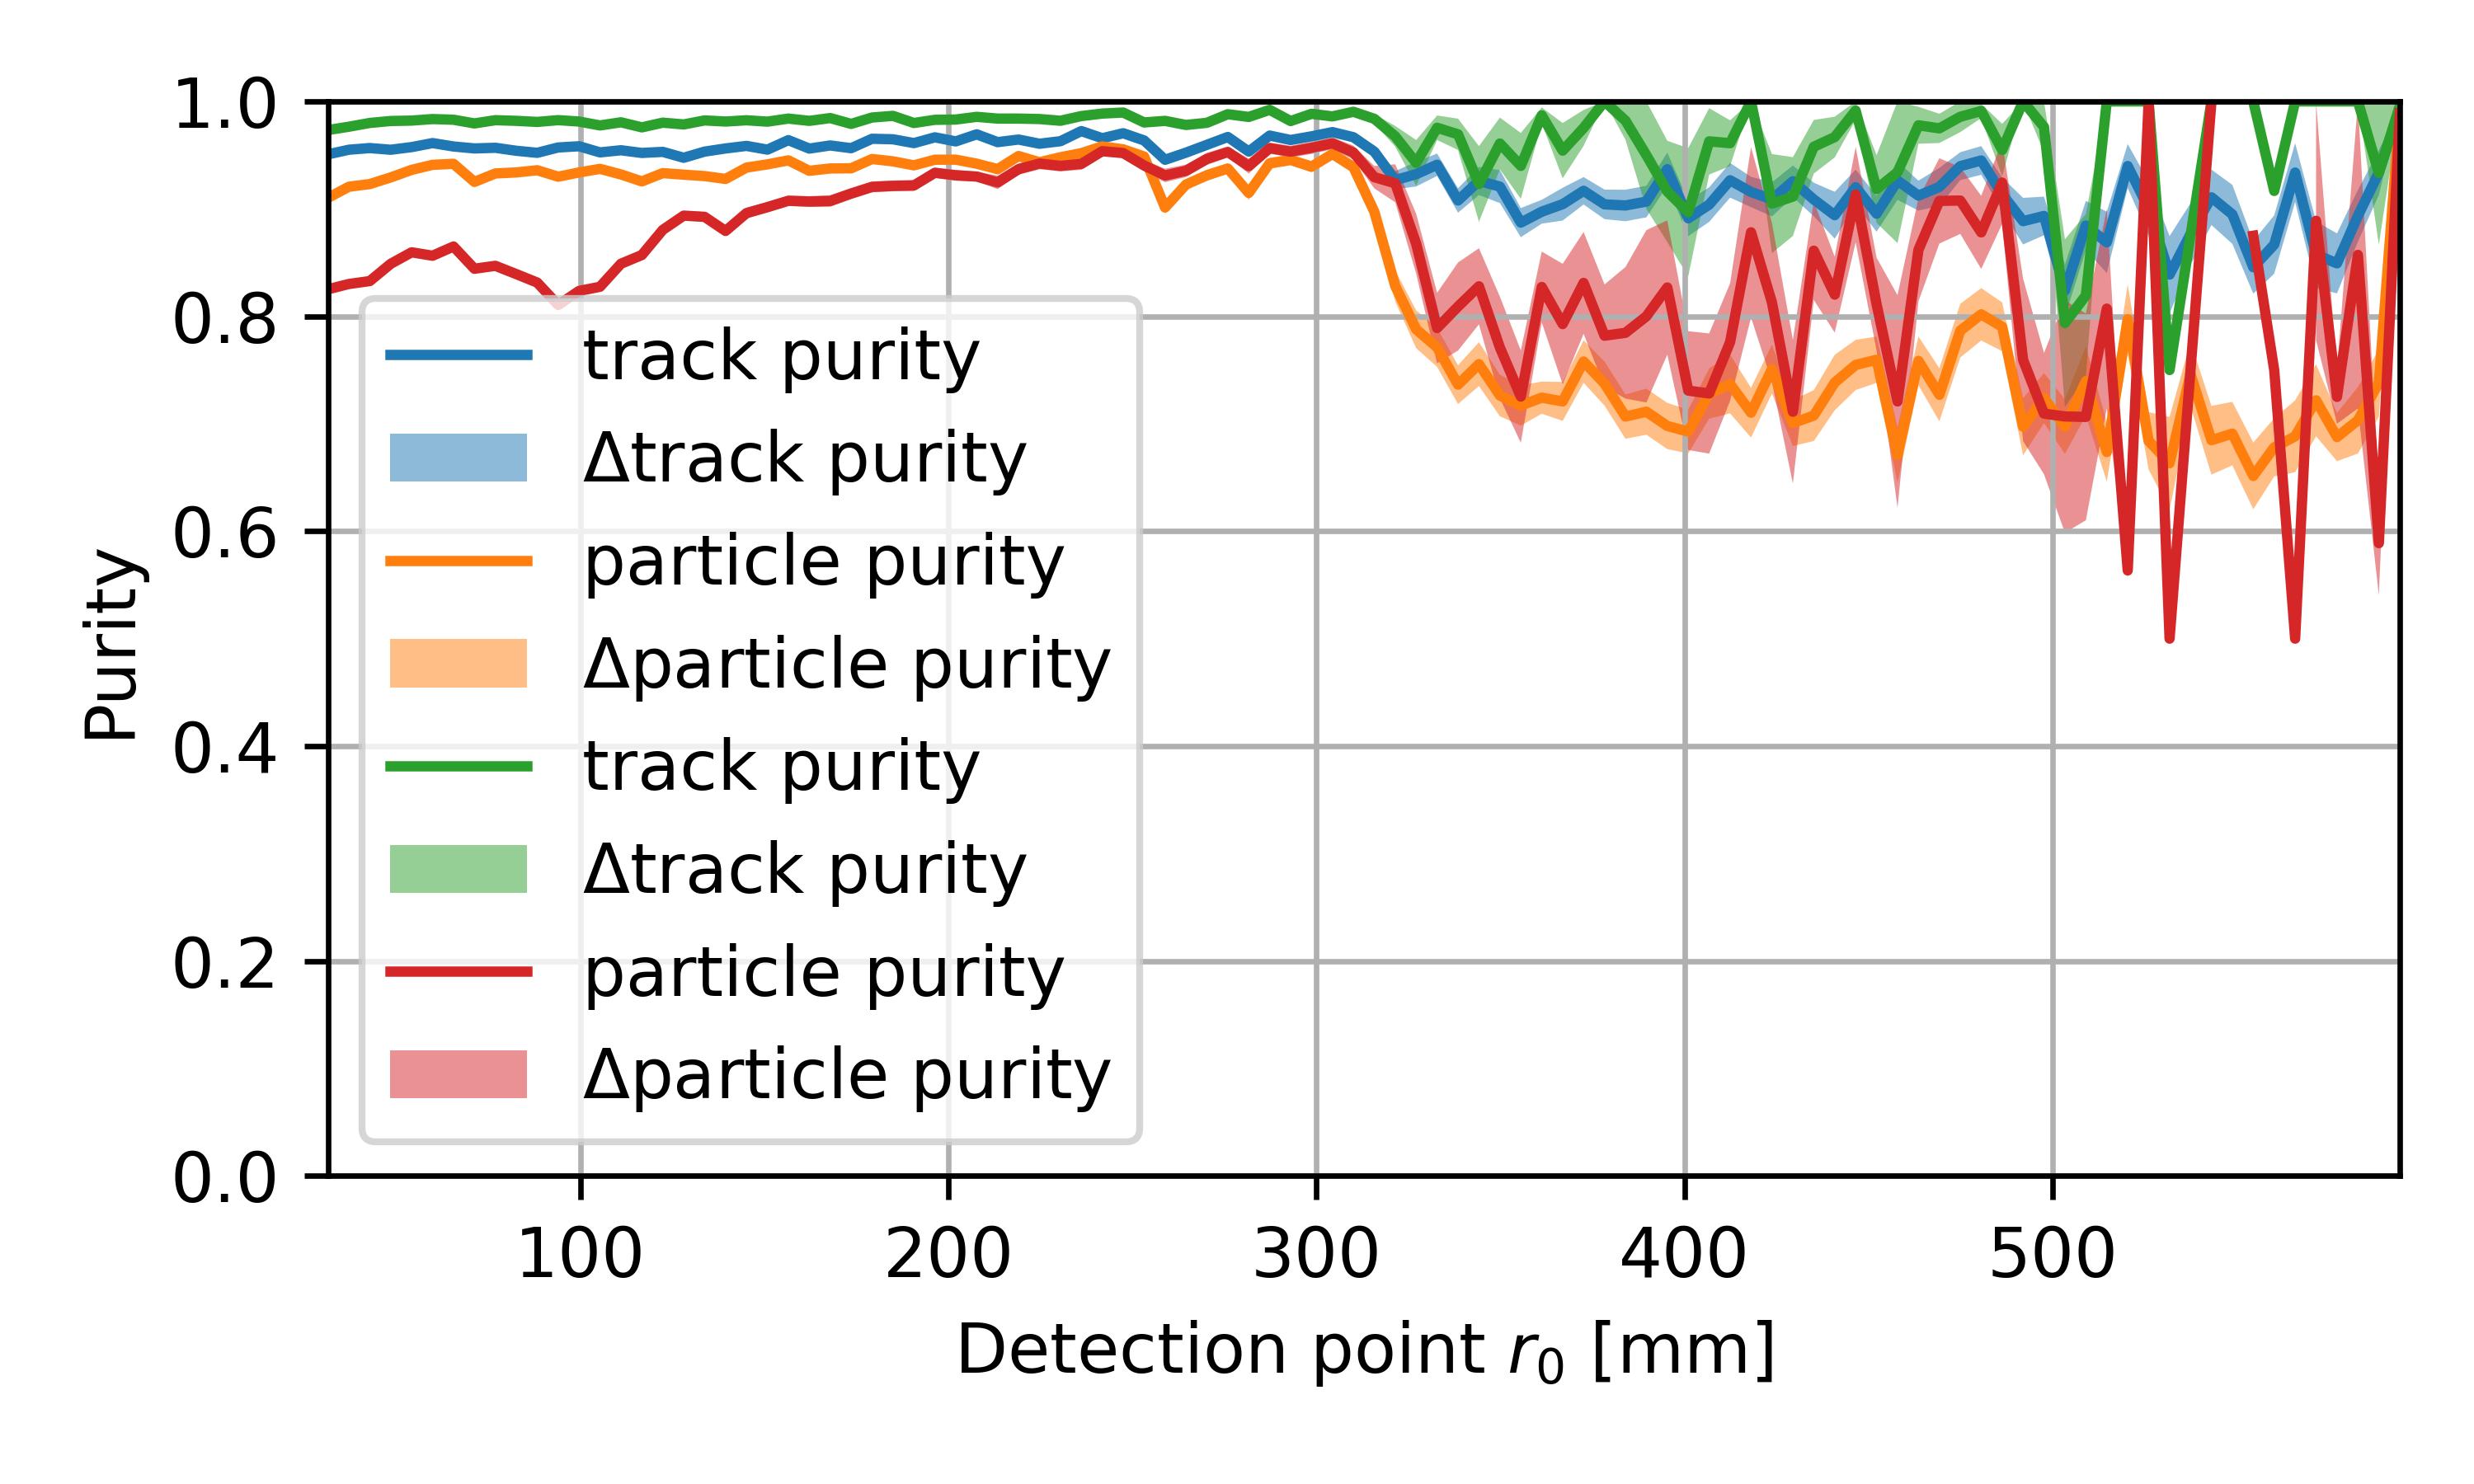 1.0
0.8
0.6
0.4
0.2
0.0
Purity
track purity
Δtrack purity
particle purity
Δparticle purity
track purity
Δtrack purity
particle purity
Δparticle purity
100 200 300 400 500
Detection point r₀ [mm]